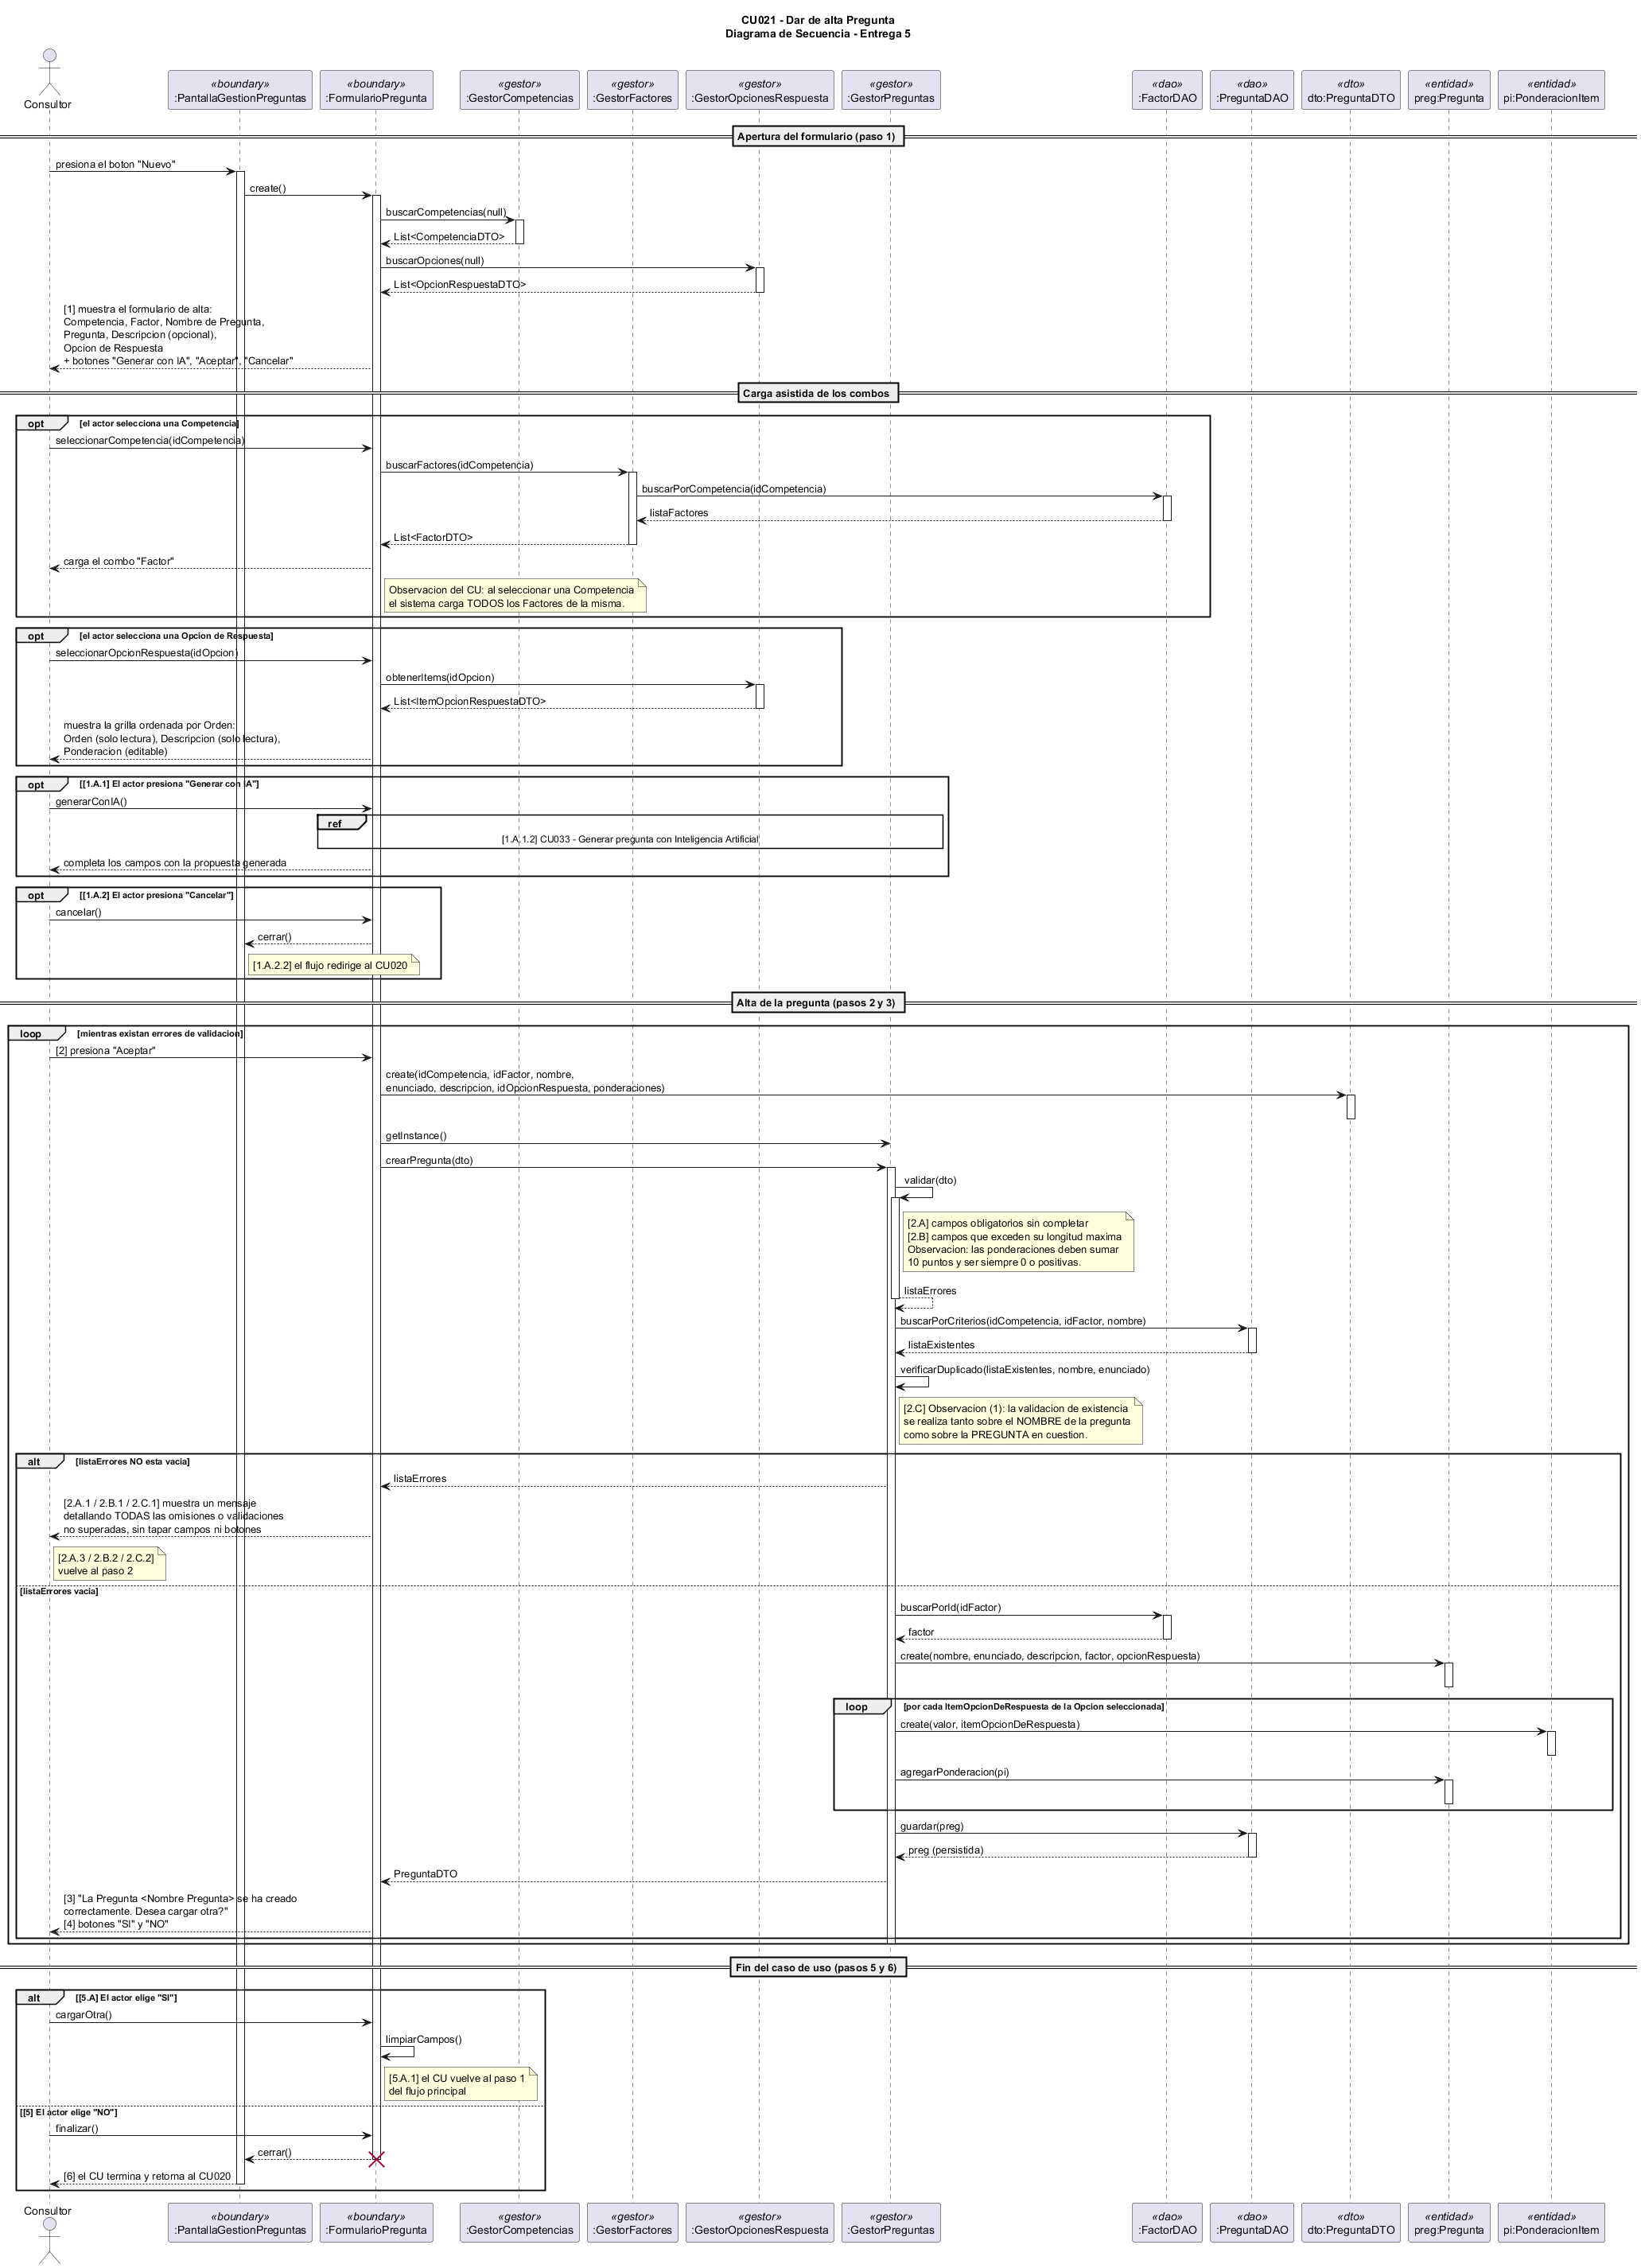 CU021 - Dar de alta Pregunta
Diagrama de Secuencia - Entrega 5
Consultor
«boundary»
:PantallaGestionPreguntas
«boundary»
:FormularioPregunta
«gestor»
:GestorCompetencias
«gestor»
:GestorFactores
«gestor»
:GestorOpcionesRespuesta
«gestor»
:GestorPreguntas
«dao»
:FactorDAO
«dao»
:PreguntaDAO
«dto»
dto:PreguntaDTO
«entidad»
preg:Pregunta
«entidad»
pi:PonderacionItem
Apertura del formulario (paso 1)
presiona el boton "Nuevo"
create()
buscarCompetencias(null)
List<CompetenciaDTO>
buscarOpciones(null)
List<OpcionRespuestaDTO>
[1] muestra el formulario de alta:
Competencia, Factor, Nombre de Pregunta,
Pregunta, Descripcion (opcional),
Opcion de Respuesta
+ botones "Generar con IA", "Aceptar", "Cancelar"
Carga asistida de los combos
opt [el actor selecciona una Competencia]
seleccionarCompetencia(idCompetencia)
buscarFactores(idCompetencia)
buscarPorCompetencia(idCompetencia)
listaFactores
List<FactorDTO>
carga el combo "Factor"
Observacion del CU: al seleccionar una Competencia
el sistema carga TODOS los Factores de la misma.
opt [el actor selecciona una Opcion de Respuesta]
seleccionarOpcionRespuesta(idOpcion)
obtenerItems(idOpcion)
List<ItemOpcionRespuestaDTO>
muestra la grilla ordenada por Orden:
Orden (solo lectura), Descripcion (solo lectura),
Ponderacion (editable)
opt [[1.A.1] El actor presiona "Generar con IA"]
generarConIA()
ref
[1.A.1.2] CU033 - Generar pregunta con Inteligencia Artificial
completa los campos con la propuesta generada
opt [[1.A.2] El actor presiona "Cancelar"]
cancelar()
cerrar()
[1.A.2.2] el flujo redirige al CU020
Alta de la pregunta (pasos 2 y 3)
loop [mientras existan errores de validacion]
[2] presiona "Aceptar"
create(idCompetencia, idFactor, nombre,
enunciado, descripcion, idOpcionRespuesta, ponderaciones)
getInstance()
crearPregunta(dto)
validar(dto)
[2.A] campos obligatorios sin completar
[2.B] campos que exceden su longitud maxima
Observacion: las ponderaciones deben sumar
10 puntos y ser siempre 0 o positivas.
listaErrores
buscarPorCriterios(idCompetencia, idFactor, nombre)
listaExistentes
verificarDuplicado(listaExistentes, nombre, enunciado)
[2.C] Observacion (1): la validacion de existencia
se realiza tanto sobre el NOMBRE de la pregunta
como sobre la PREGUNTA en cuestion.
alt [listaErrores NO esta vacia]
listaErrores
[2.A.1 / 2.B.1 / 2.C.1] muestra un mensaje
detallando TODAS las omisiones o validaciones
no superadas, sin tapar campos ni botones
[2.A.3 / 2.B.2 / 2.C.2]
vuelve al paso 2
[listaErrores vacia]
buscarPorId(idFactor)
factor
create(nombre, enunciado, descripcion, factor, opcionRespuesta)
loop [por cada ItemOpcionDeRespuesta de la Opcion seleccionada]
create(valor, itemOpcionDeRespuesta)
agregarPonderacion(pi)
guardar(preg)
preg (persistida)
PreguntaDTO
[3] "La Pregunta <Nombre Pregunta> se ha creado
correctamente. Desea cargar otra?"
[4] botones "SI" y "NO"
Fin del caso de uso (pasos 5 y 6)
alt [[5.A] El actor elige "SI"]
cargarOtra()
limpiarCampos()
[5.A.1] el CU vuelve al paso 1
del flujo principal
[[5] El actor elige "NO"]
finalizar()
cerrar()
[6] el CU termina y retorna al CU020
Consultor
«boundary»
:PantallaGestionPreguntas
«boundary»
:FormularioPregunta
«gestor»
:GestorCompetencias
«gestor»
:GestorFactores
«gestor»
:GestorOpcionesRespuesta
«gestor»
:GestorPreguntas
«dao»
:FactorDAO
«dao»
:PreguntaDAO
«dto»
dto:PreguntaDTO
«entidad»
preg:Pregunta
«entidad»
pi:PonderacionItem